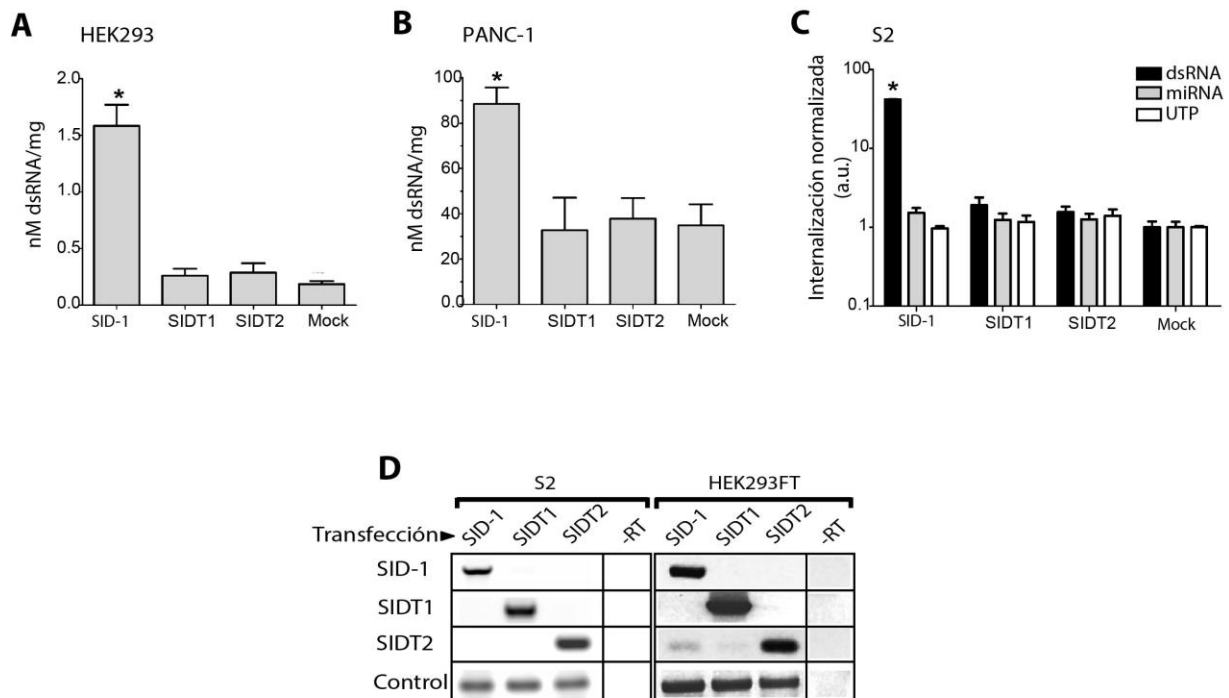 A
HEK293
nM dsRNA/mg
2.0
1.5
1.0
0.5
0.0
*
SID-1 SIDT1 SIDT2 Mock
B
PANC-1
nM dsRNA/mg
100
80
60
40
20
0.0
*
SID-1 SIDT1 SIDT2 Mock
C
S2
Internalización normalizada
(a.u.)
100
10
1
0.1
*
dsRNA
miRNA
UTP
SID-1 SIDT1 SIDT2 Mock
D
S2 HEK293FT
Transfección► SID-1 SIDT1 SIDT2 -RT SID-1 SIDT1 SIDT2 -RT
SID-1
SIDT1
SIDT2
Control